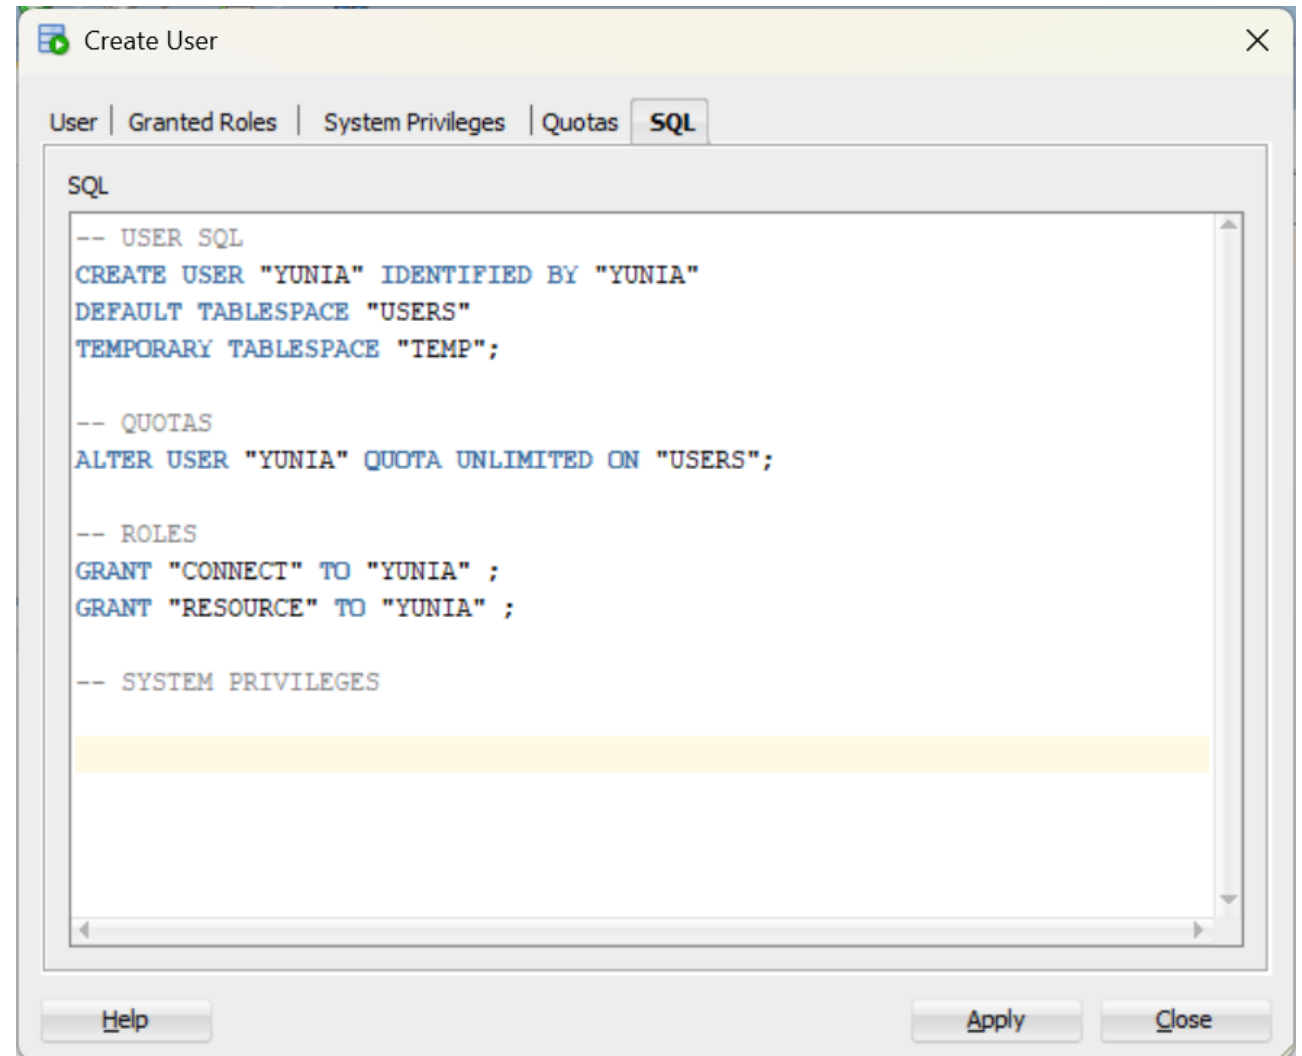 Create User
User | Granted Roles | System Privileges | Quotas SQL
SQL
-- USER SQL
CREATE USER "YUNIA" IDENTIFIED BY "YUNIA"
DEFAULT TABLESPACE "USERS"
TEMPORARY TABLESPACE "TEMP";
-- QUOTAS
ALTER USER "YUNIA" QUOTA UNLIMITED ON "USERS";
-- ROLES
GRANT "CONNECT" TO "YUNIA" ;
GRANT "RESOURCE" TO "YUNIA" ;
-- SYSTEM PRIVILEGES
Help Apply Close